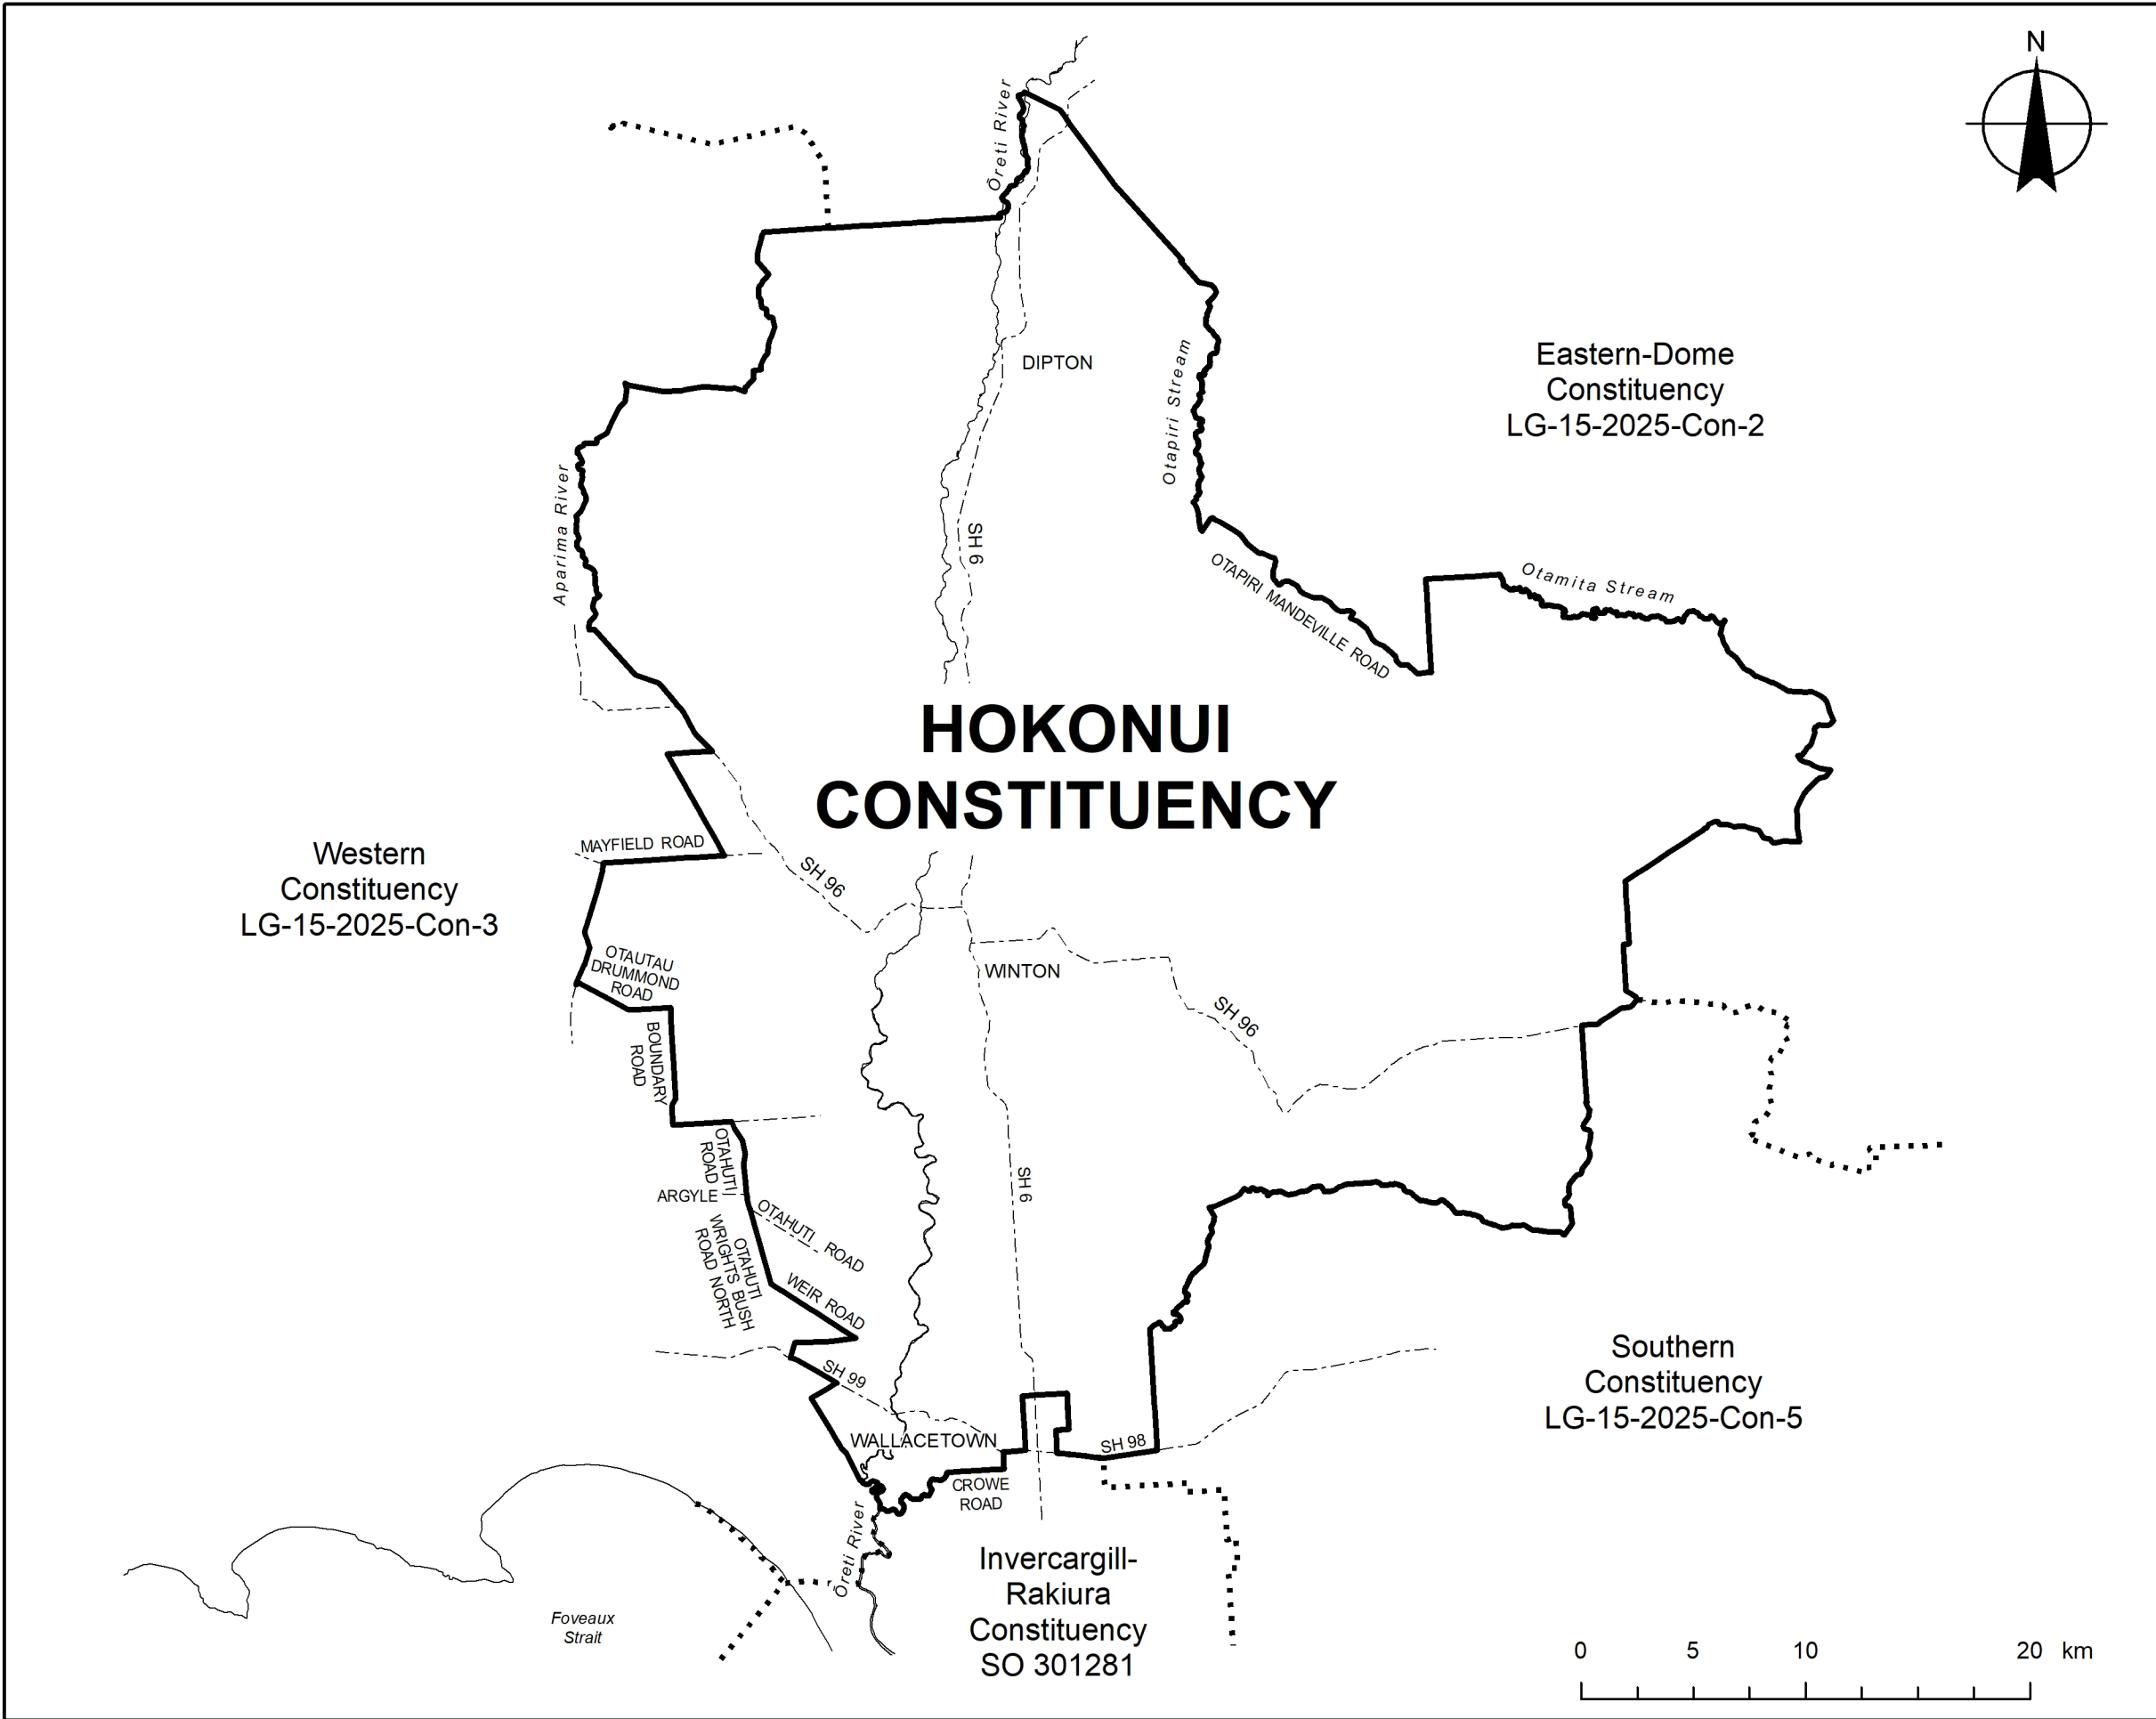 N
Ōreti River
DIPTON
Otapiri Stream
Eastern-Dome
Constituency
LG-15-2025-Con-2
Aparima River
SH 6
OTAPIRI MANDEVILLE ROAD
Otamita Stream
HOKONUI
CONSTITUENCY
MAYFIELD ROAD
Western
Constituency
LG-15-2025-Con-3
SH 96
OTAUTAU
DRUMMOND
ROAD
WINTON
SH 96
BOUNDARY
ROAD
OTAHUTI
ROAD
ARGYLE
SH 6
OTAHUTI ROAD
OTAHUTI
WRIGHTS BUSH
ROAD NORTH
WEIR ROAD
SH 99
Southern
Constituency
LG-15-2025-Con-5
WALLACETOWN
SH 98
CROWE
ROAD
Ōreti River
Invercargill-
Rakiura
Constituency
SO 301281
Foveaux
Strait
0 5 10 20 km